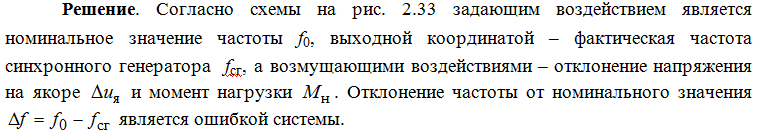 Решение. Согласно схемы на рис. 2.33 задающим воздействием является
номинальное значение частоты f₀, выходной координатой – фактическая частота
синхронного генератора fсг, а возмущающими воздействиями – отклонение напряжения
на якоре Δuя и момент нагрузки Mн. Отклонение частоты от номинального значения
Δf = f₀ − fсг является ошибкой системы.